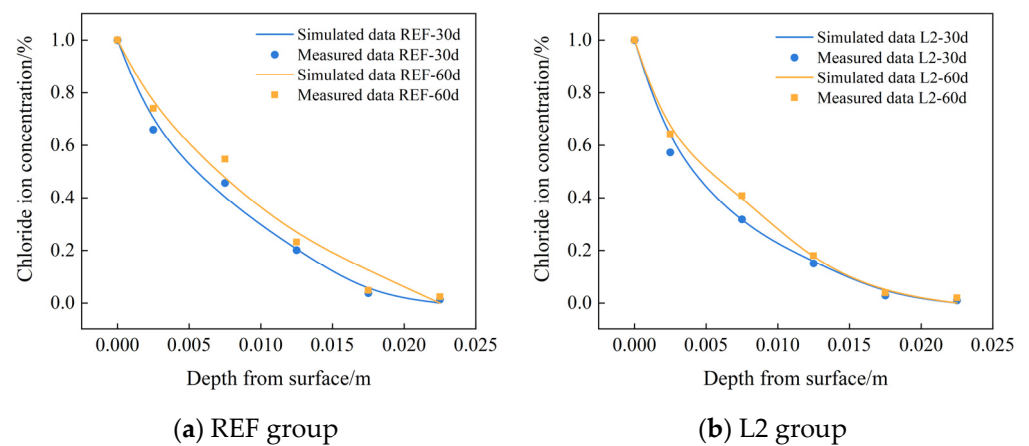 Chloride ion concentration/%
1.0
0.8
0.6
0.4
0.2
0.0
Simulated data REF-30d
Measured data REF-30d
Simulated data REF-60d
Measured data REF-60d
0.000 0.005 0.010 0.015 0.020 0.025
Depth from surface/m
(a) REF group
Chloride ion concentration/%
1.0
0.8
0.6
0.4
0.2
0.0
Simulated data L2-30d
Measured data L2-30d
Simulated data L2-60d
Measured data L2-60d
0.000 0.005 0.010 0.015 0.020 0.025
Depth from surface/m
(b) L2 group